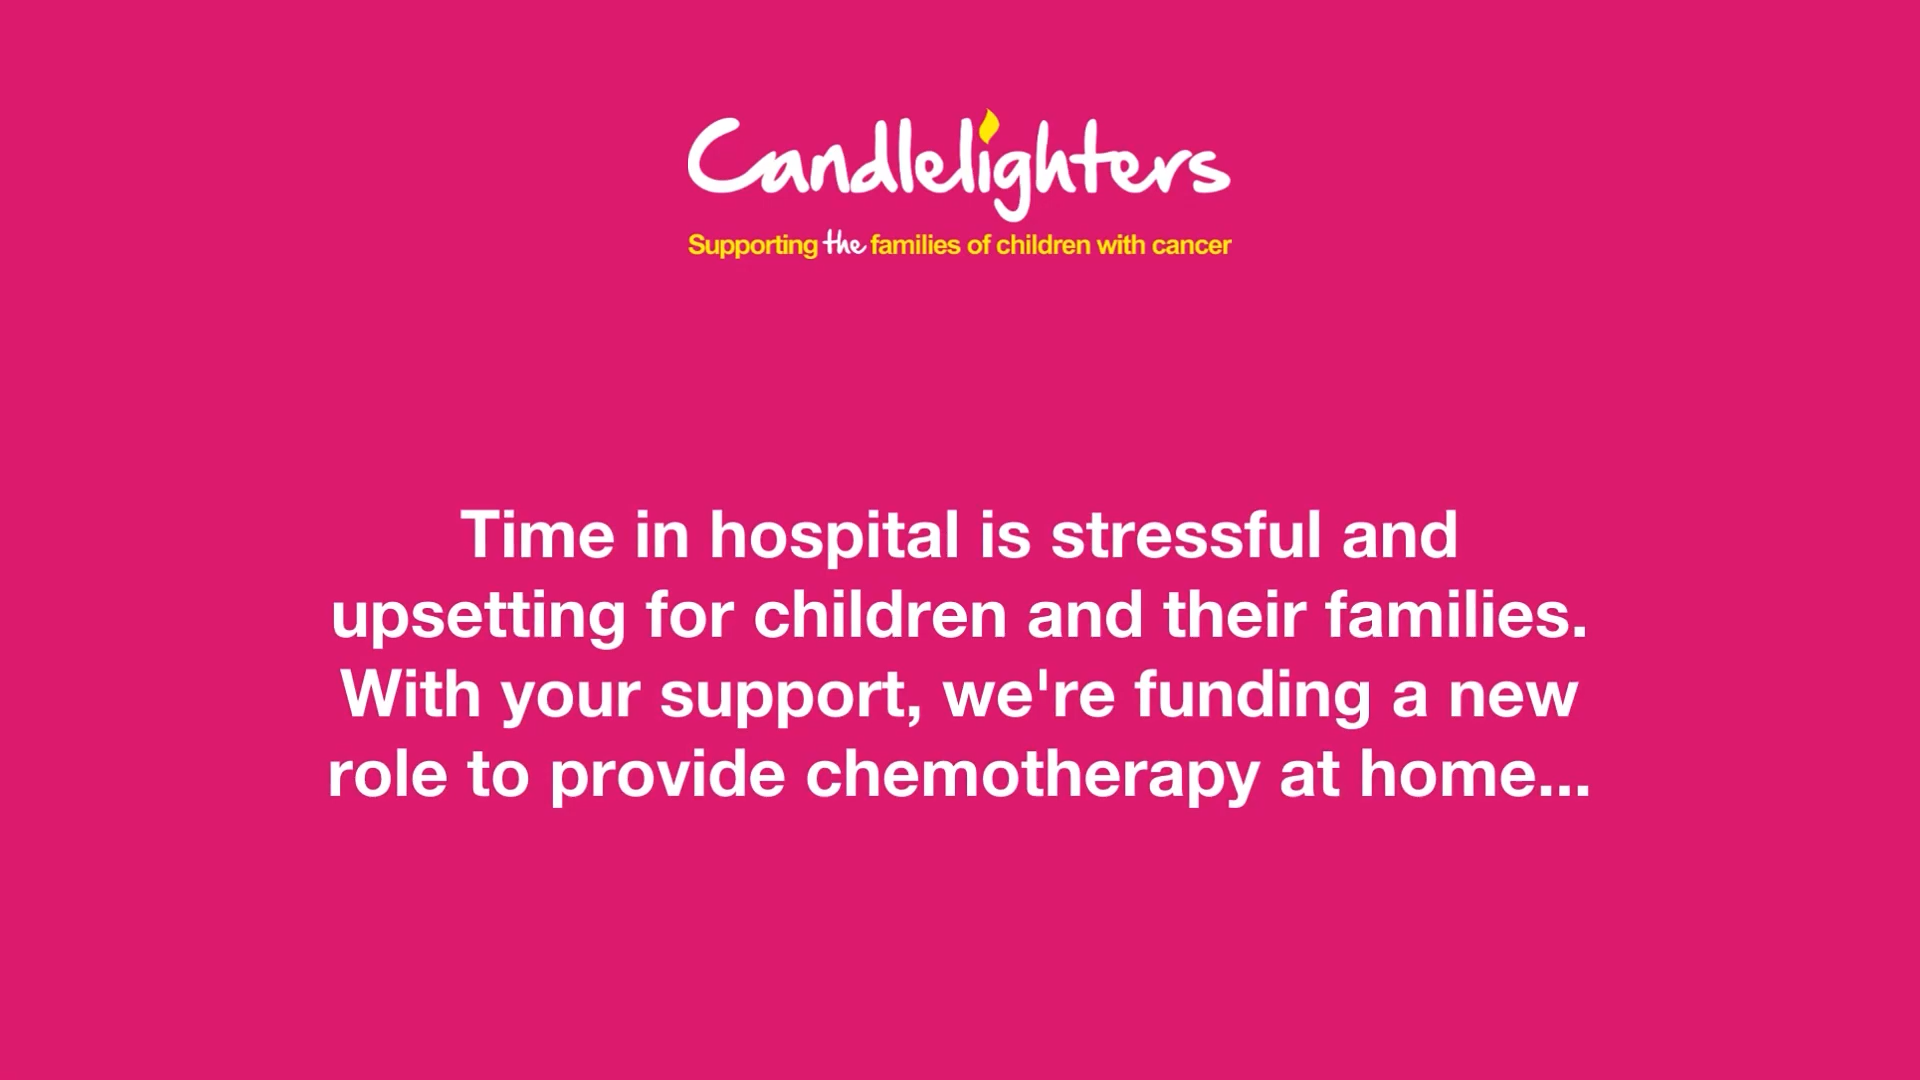 Candlelighters
Supporting the families of children with cancer
Time in hospital is stressful and
upsetting for children and their families.
With your support, we're funding a new
role to provide chemotherapy at home...